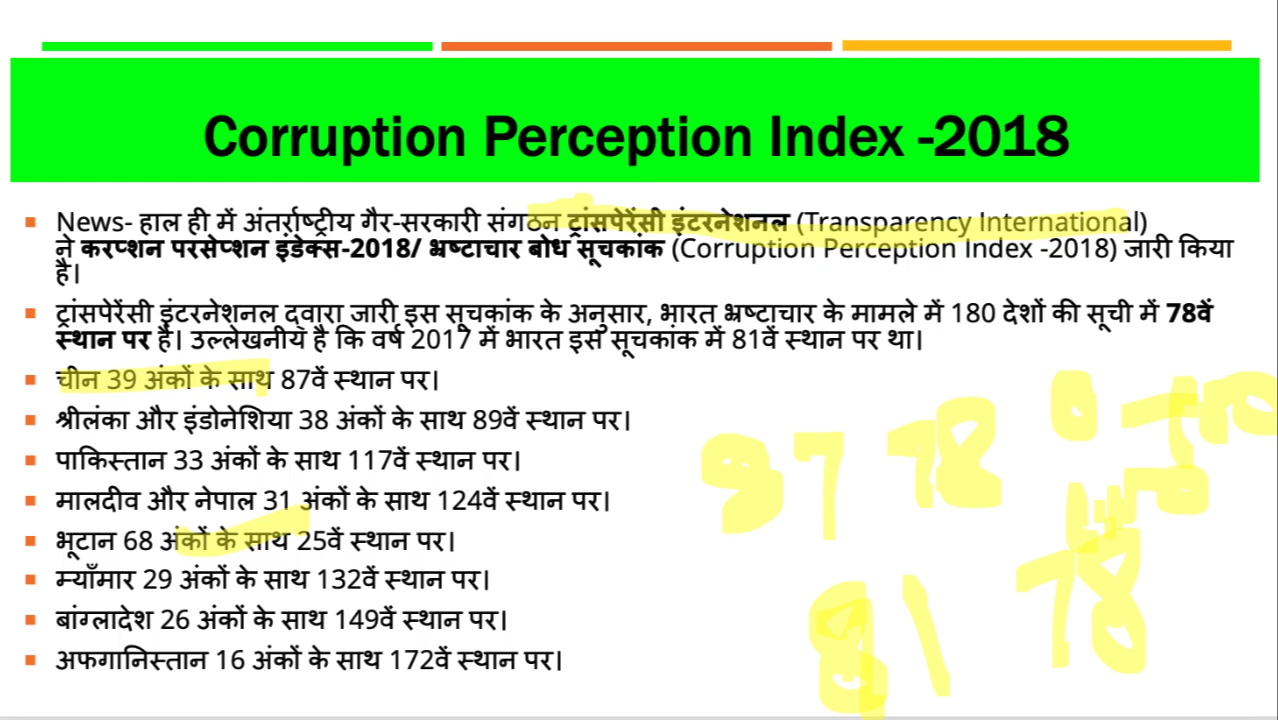 Corruption Perception Index -2018
News- हाल ही में अंतर्राष्ट्रीय गैर-सरकारी संगठन ट्रांसपेरेंसी इंटरनेशनल (Transparency International)
ने करप्शन परसेप्शन इंडेक्स-2018/ भ्रष्टाचार बोध सूचकांक (Corruption Perception Index -2018) जारी किया
है।
ट्रांसपेरेंसी इंटरनेशनल द्वारा जारी इस सूचकांक के अनुसार, भारत भ्रष्टाचार के मामले में 180 देशों की सूची में 78वें
स्थान पर है। उल्लेखनीय है कि वर्ष 2017 में भारत इस सूचकांक में 81वें स्थान पर था।
चीन 39 अंकों के साथ 87वें स्थान पर।
श्रीलंका और इंडोनेशिया 38 अंकों के साथ 89वें स्थान पर।
पाकिस्तान 33 अंकों के साथ 117वें स्थान पर।
मालदीव और नेपाल 31 अंकों के साथ 124वें स्थान पर।
भूटान 68 अंकों के साथ 25वें स्थान पर।
म्याँमार 29 अंकों के साथ 132वें स्थान पर।
बांग्लादेश 26 अंकों के साथ 149वें स्थान पर।
अफगानिस्तान 16 अंकों के साथ 172वें स्थान पर।
87 78
81 78